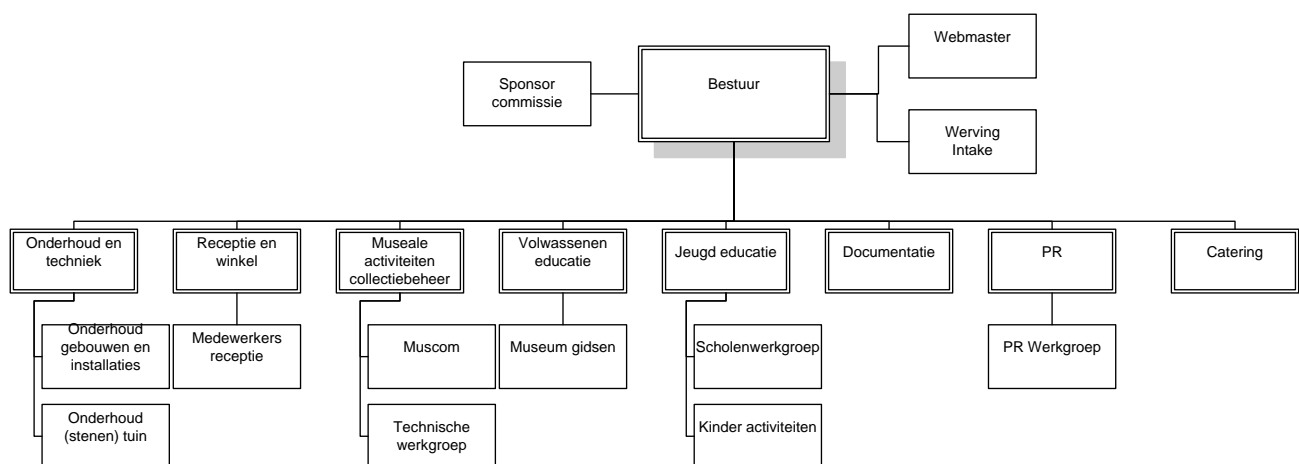 Webmaster
Sponsor
commissie
Bestuur
Werving
Intake
Onderhoud en
techniek
Receptie en
winkel
Museale
activiteiten
collectiebeheer
Volwassenen
educatie
Jeugd educatie
Documentatie
PR
Catering
Onderhoud
gebouwen en
installaties
Medewerkers
receptie
Muscom
Museum gidsen
Scholenwerkgroep
PR Werkgroep
Onderhoud
(stenen) tuin
Technische
werkgroep
Kinder activiteiten